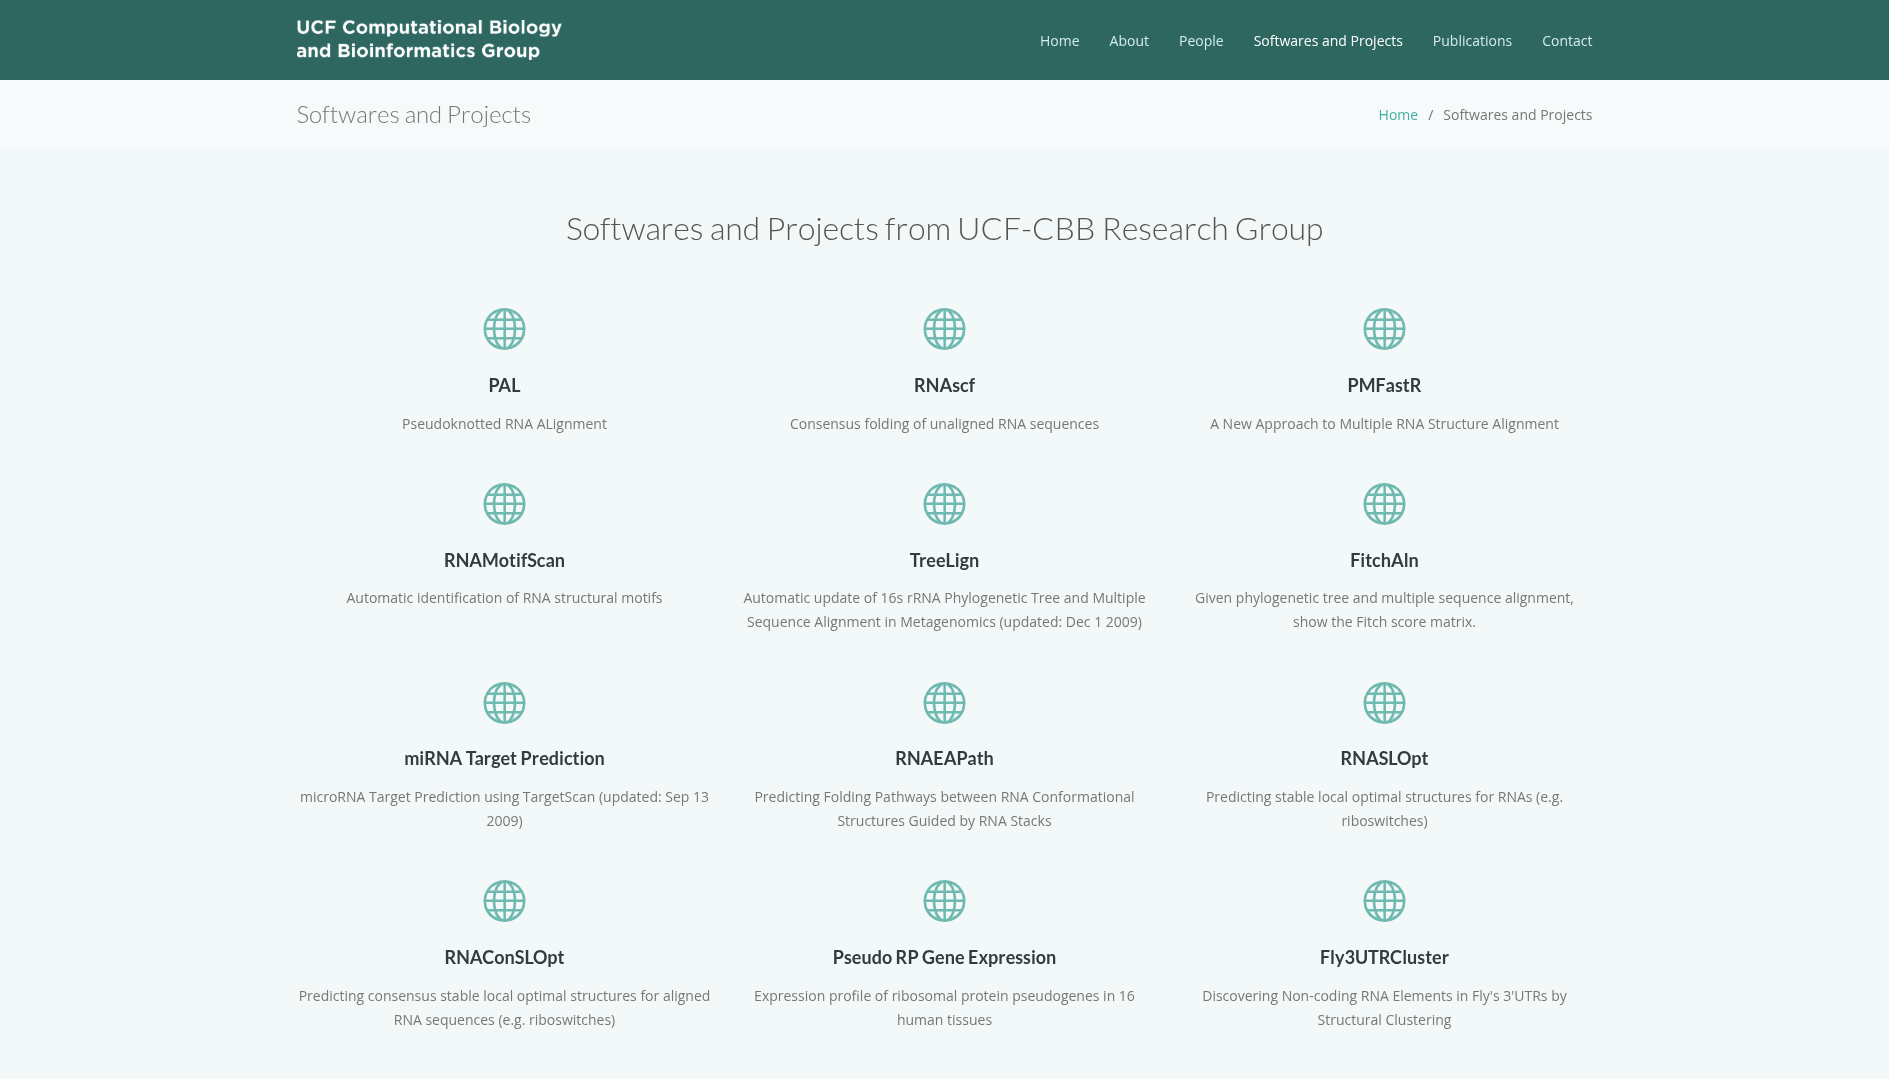 UCF Computational Biology
and Bioinformatics Group
Home About People Softwares and Projects Publications Contact
Softwares and Projects
Home / Softwares and Projects
Softwares and Projects from UCF-CBB Research Group
PAL
Pseudoknotted RNA ALignment
RNAscf
Consensus folding of unaligned RNA sequences
PMFastR
A New Approach to Multiple RNA Structure Alignment
RNAMotifScan
Automatic identification of RNA structural motifs
TreeLign
Automatic update of 16s rRNA Phylogenetic Tree and Multiple
Sequence Alignment in Metagenomics (updated: Dec 1 2009)
FitchAln
Given phylogenetic tree and multiple sequence alignment,
show the Fitch score matrix.
miRNA Target Prediction
microRNA Target Prediction using TargetScan (updated: Sep 13
2009)
RNAEAPath
Predicting Folding Pathways between RNA Conformational
Structures Guided by RNA Stacks
RNASLOpt
Predicting stable local optimal structures for RNAs (e.g.
riboswitches)
RNAConSLOpt
Predicting consensus stable local optimal structures for aligned
RNA sequences (e.g. riboswitches)
Pseudo RP Gene Expression
Expression profile of ribosomal protein pseudogenes in 16
human tissues
Fly3UTRCluster
Discovering Non-coding RNA Elements in Fly's 3'UTRs by
Structural Clustering